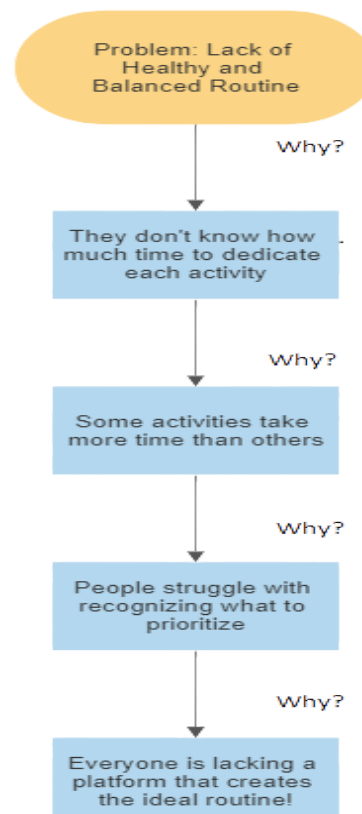 Problem: Lack of
Healthy and
Balanced Routine
Why?
They don't know how
much time to dedicate
each activity
Why?
Some activities take
more time than others
Why?
People struggle with
recognizing what to
prioritize
Why?
Everyone is lacking a
platform that creates
the ideal routine!